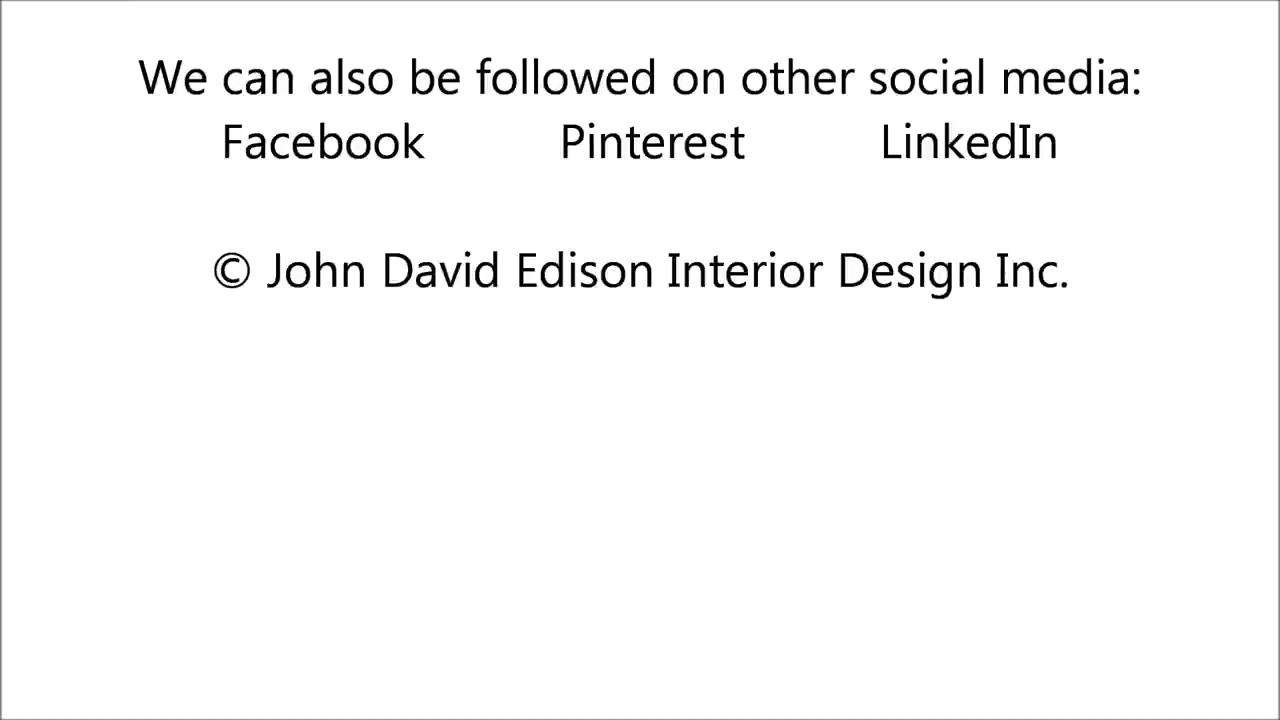 We can also be followed on other social media:
Facebook Pinterest LinkedIn
© John David Edison Interior Design Inc.